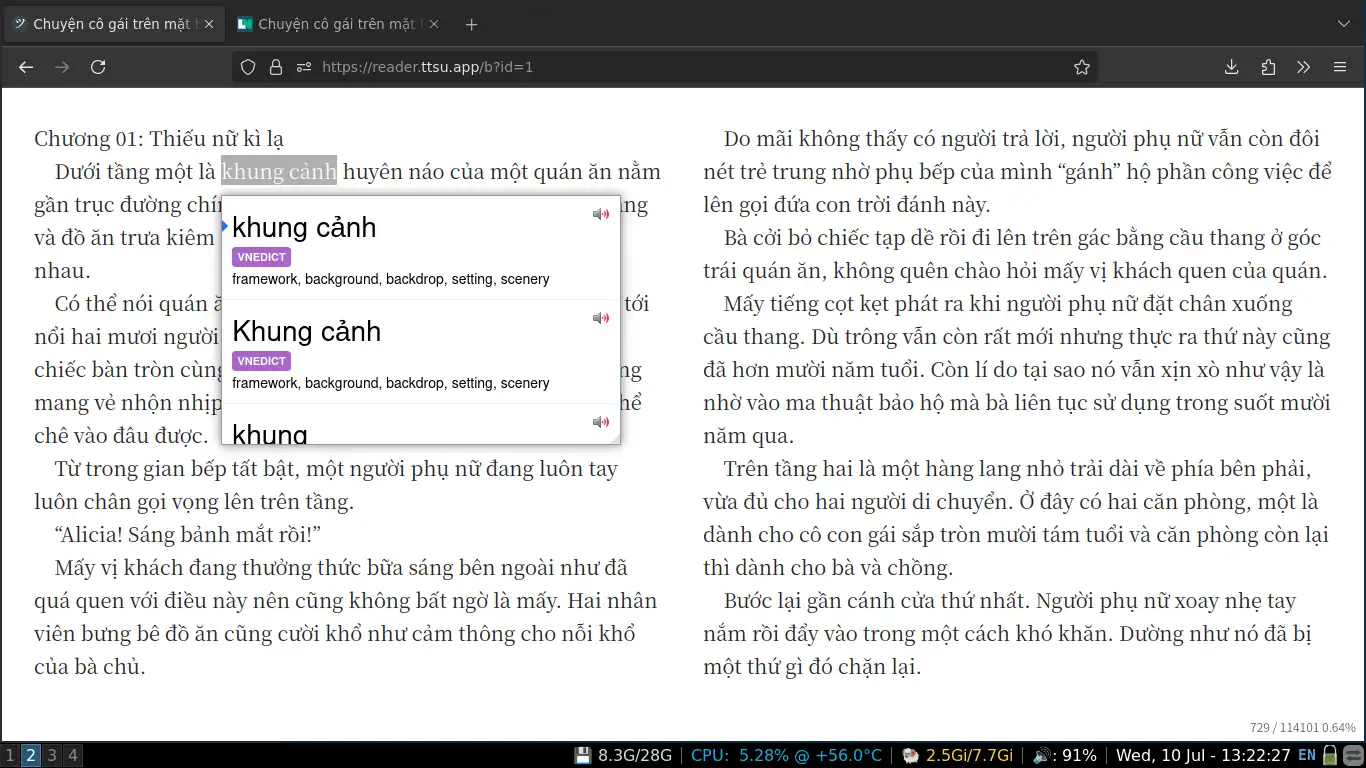 Chuyện cô gái trên mặt
Chuyện cô gái trên mặt
https://reader.ttsu.app/b?id=1
Chương 01: Thiếu nữ kì lạ
Dưới tầng một là khung cảnh huyên náo của một quán ăn nằm
gần trục đường
và đồ ăn trưa kiêm
nhau.
Có thể nói quán tới
nổi hai mươi người
chiếc bàn tròn
mang vẻ nhộn nhịp
chê vào đâu được.
khung cảnh
VNEDICT
framework, background, backdrop, setting, scenery
Khung cảnh
VNEDICT
framework, background, backdrop, setting, scenery
khung
Từ trong gian bếp tất bật, một người phụ nữ đang luôn tay
luôn chân gọi vọng lên trên tầng.
“Alicia! Sáng bảnh mắt rồi!”
Mấy vị khách đang thưởng thức bữa sáng bên ngoài như đã
quá quen với điều này nên cũng không bất ngờ là mấy. Hai nhân
viên bưng bê đồ ăn cũng cười khổ như cảm thông cho nỗi khổ
của bà chủ.
Do mãi không thấy có người trả lời, người phụ nữ vẫn còn đôi
nét trẻ trung nhờ phụ bếp của mình “gánh” hộ phần công việc để
lên gọi đứa con trời đánh này.
Bà cởi bỏ chiếc tạp dề rồi đi lên trên gác bằng cầu thang ở góc
trái quán ăn, không quên chào hỏi mấy vị khách quen của quán.
Mấy tiếng cọt kẹt phát ra khi người phụ nữ đặt chân xuống
cầu thang. Dù trông vẫn còn rất mới nhưng thực ra thứ này cũng
đã hơn mười năm tuổi. Còn lí do tại sao nó vẫn xịn xò như vậy là
nhờ vào ma thuật bảo hộ mà bà liên tục sử dụng trong suốt mười
năm qua.
Trên tầng hai là một hàng lang nhỏ trải dài về phía bên phải,
vừa đủ cho hai người di chuyển. Ở đây có hai căn phòng, một là
dành cho cô con gái sắp tròn mười tám tuổi và căn phòng còn lại
thì dành cho bà và chồng.
Bước lại gần cánh cửa thứ nhất. Người phụ nữ xoay nhẹ tay
nắm rồi đẩy vào trong một cách khó khăn. Dường như nó đã bị
một thứ gì đó chặn lại.
729 / 114101 0.64%
1 2 3 4 8.3G/28G | CPU: 5.28% @ +56.0°C | 2.5Gi/7.7Gi | : 91% | Wed, 10 Jul - 13:22:27 EN